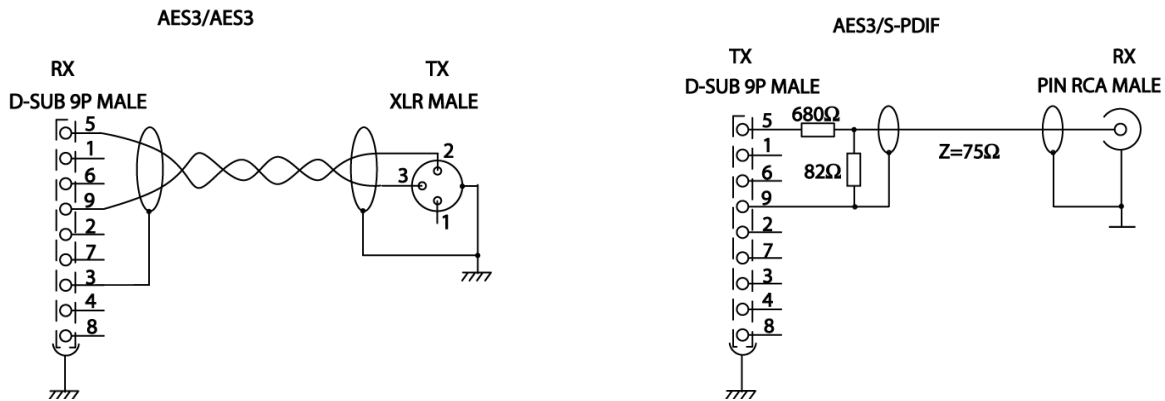 AES3/AES3
RX
D-SUB 9P MALE
TX
XLR MALE
5
1
6
9
2
7
3
4
8
2
3
1
AES3/S-PDIF
TX
D-SUB 9P MALE
RX
PIN RCA MALE
5
1
6
9
2
7
3
4
8
680Ω
82Ω
Z=75Ω